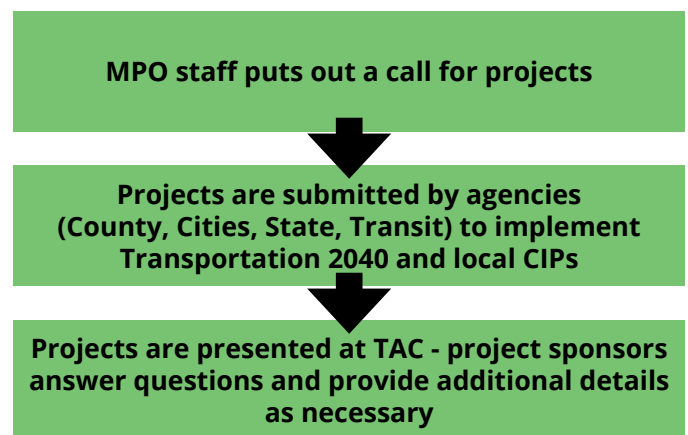 MPO staff puts out a call for projects
Projects are submitted by agencies
(County, Cities, State, Transit) to implement
Transportation 2040 and local CIPs
Projects are presented at TAC - project sponsors
answer questions and provide additional details
as necessary